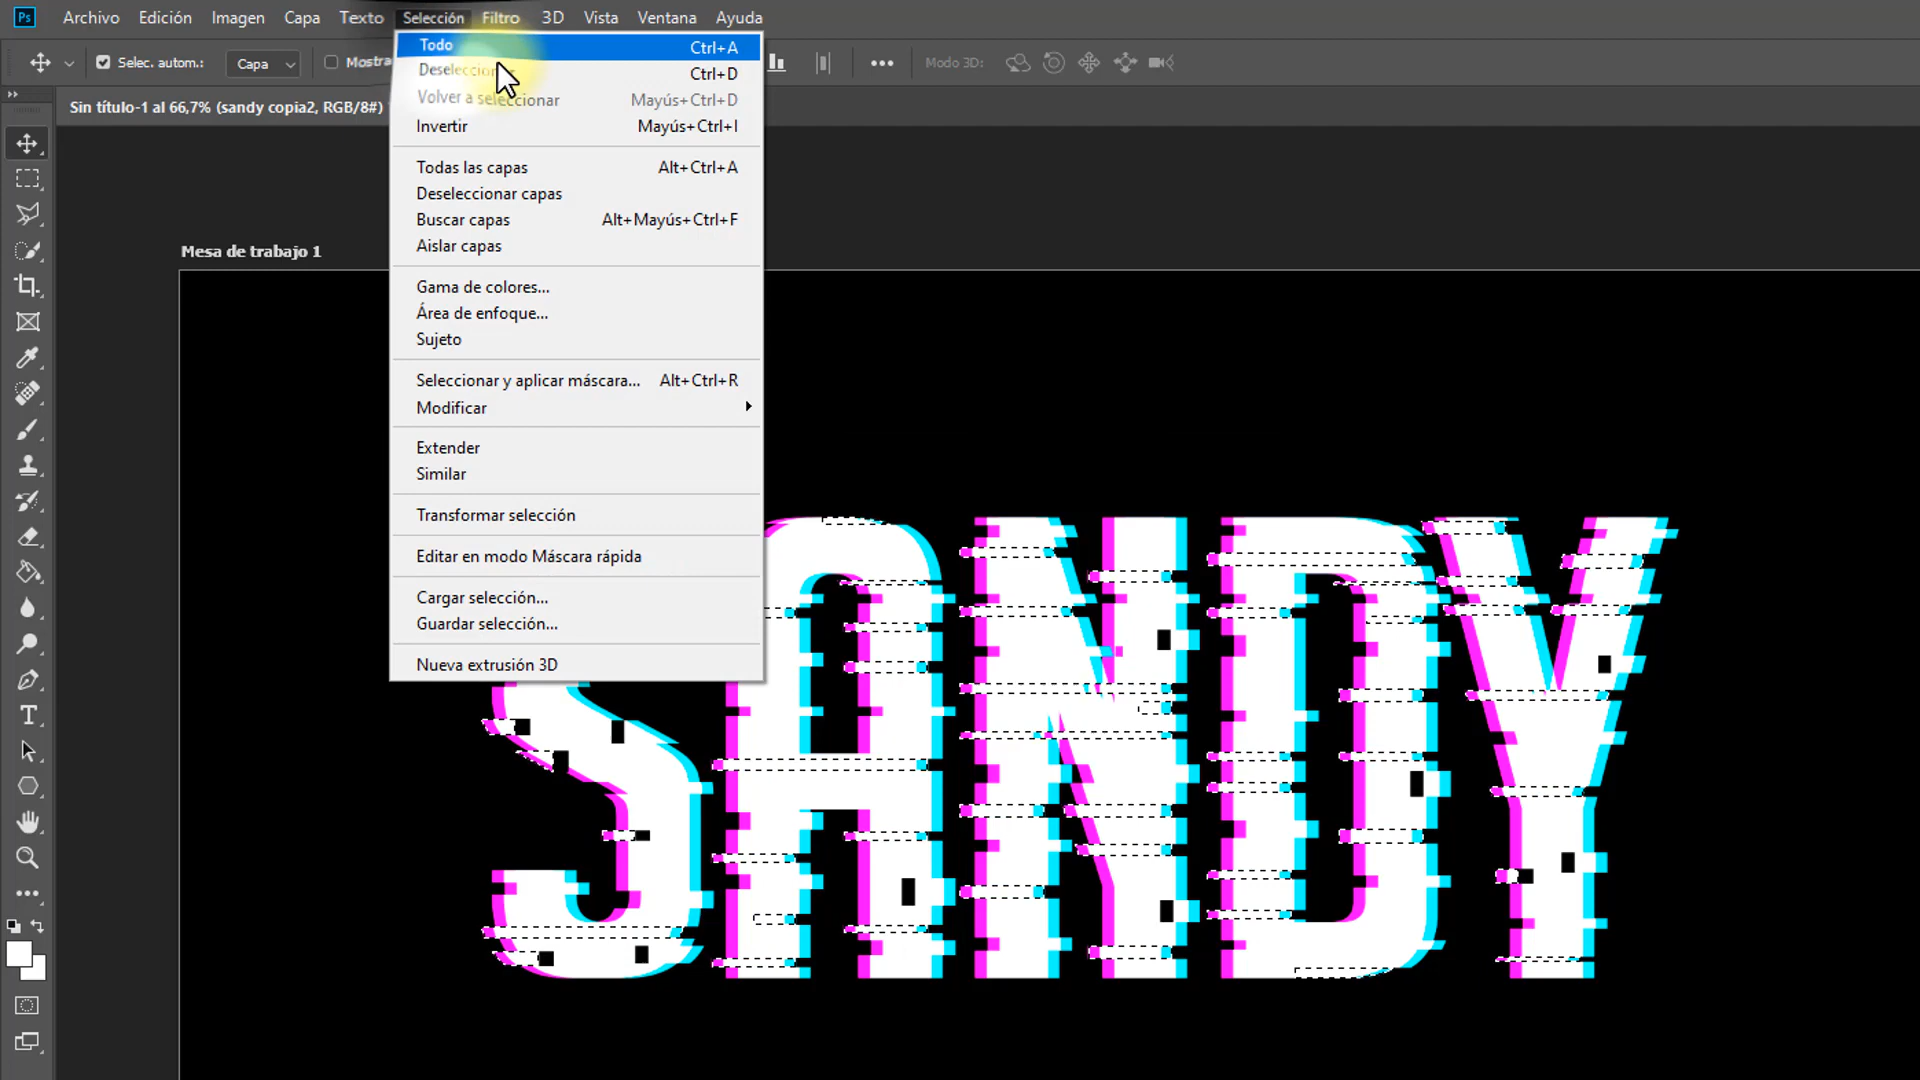 Ps Archivo Edición Imagen Capa Texto Selección Filtro 3D Vista Ventana Ayuda
Selec. autom.: Capa Mostra Modo 3D:
Sin título-1 al 66,7% (sandy copia2, RGB/8#)
Todo Ctrl+A
Deseleccionar Ctrl+D
Volver a seleccionar Mayús+Ctrl+D
Invertir Mayús+Ctrl+I
Todas las capas Alt+Ctrl+A
Deseleccionar capas
Buscar capas Alt+Mayús+Ctrl+F
Aislar capas
Gama de colores...
Área de enfoque...
Sujeto
Seleccionar y aplicar máscara... Alt+Ctrl+R
Modificar
Extender
Similar
Transformar selección
Editar en modo Máscara rápida
Cargar selección...
Guardar selección...
Nueva extrusión 3D
Mesa de trabajo 1
SANDY